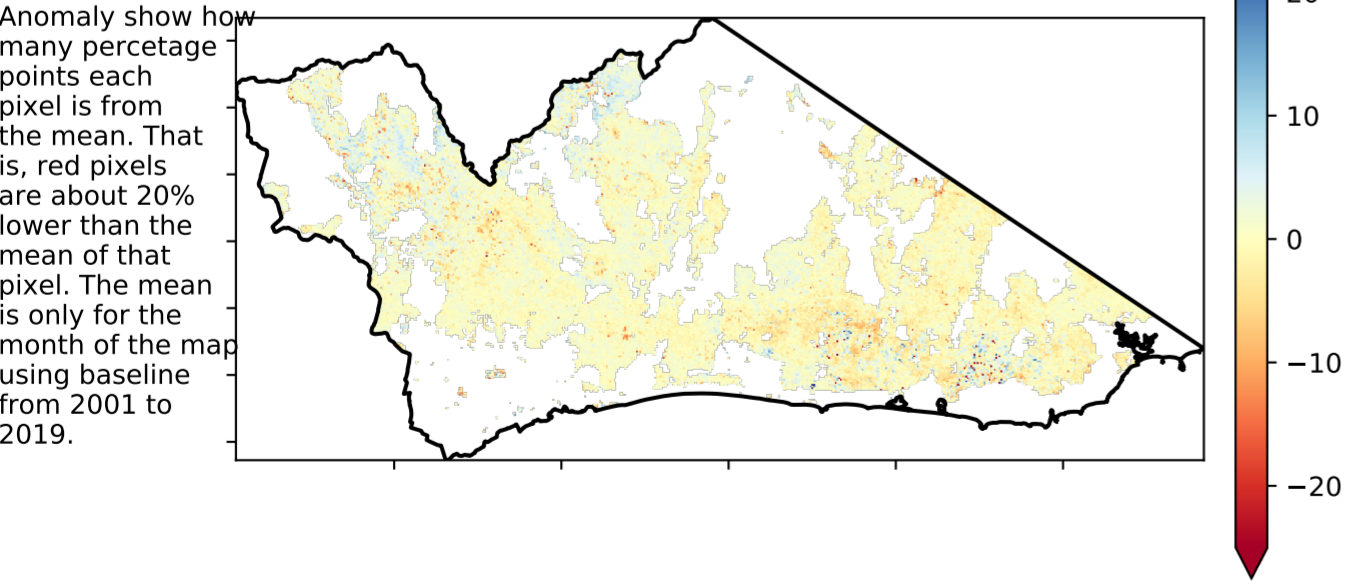 Anomaly show how
many percetage
points each
pixel is from
the mean. That
is, red pixels
are about 20%
lower than the
mean of that
pixel. The mean
is only for the
month of the map
using baseline
from 2001 to
2019.
10
0
−10
−20